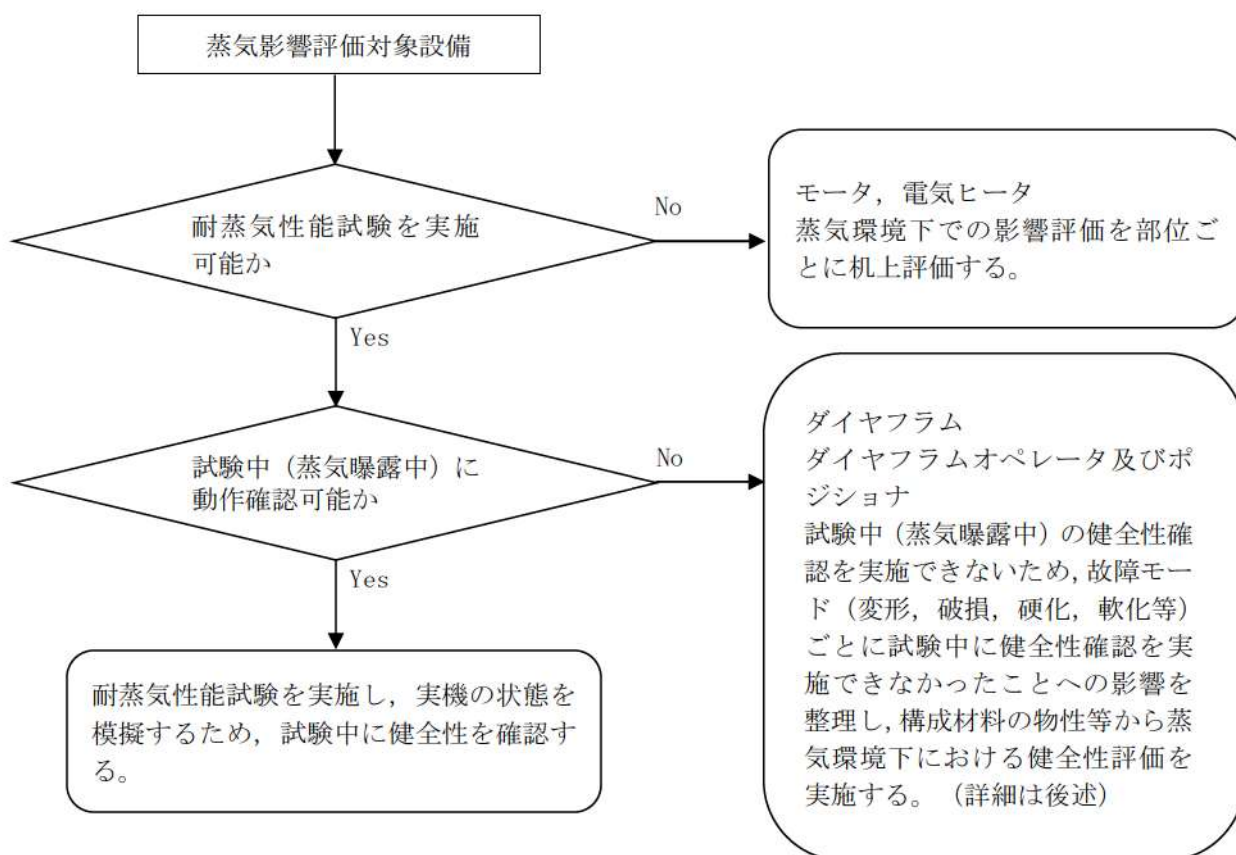 蒸気影響評価対象設備
耐蒸気性能試験を実施
可能か
No
モータ，電気ヒータ
蒸気環境下での影響評価を部位ご
とに机上評価する。
Yes
試験中（蒸気曝露中）に
動作確認可能か
No
ダイヤフラム
ダイヤフラムオペレータ及びポ
ジショナ
試験中（蒸気曝露中）の健全性確
認を実施できないため，故障モー
ド（変形，破損，硬化，軟化等）
ごとに試験中に健全性確認を実
施できなかったことへの影響を
整理し，構成材料の物性等から蒸
気環境下における健全性評価を
実施する。（詳細は後述）
Yes
耐蒸気性能試験を実施し，実機の状態を
模擬するため，試験中に健全性を確認す
る。